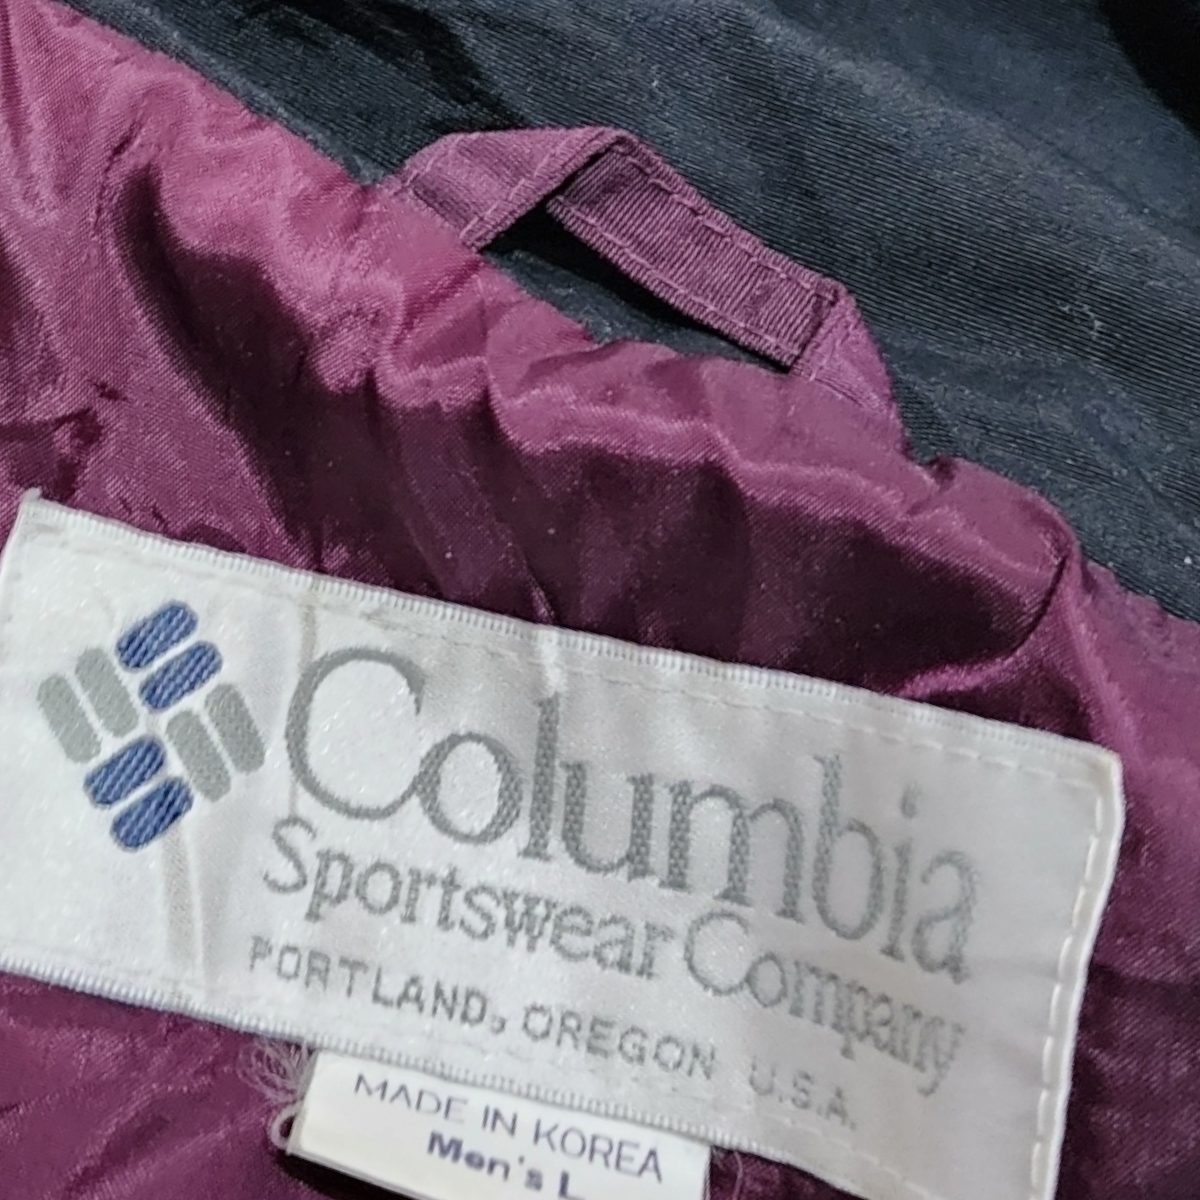 Columbia
Sportswear Company
PORTLAND, OREGON U.S.A.
MADE IN KOREA
Men's L